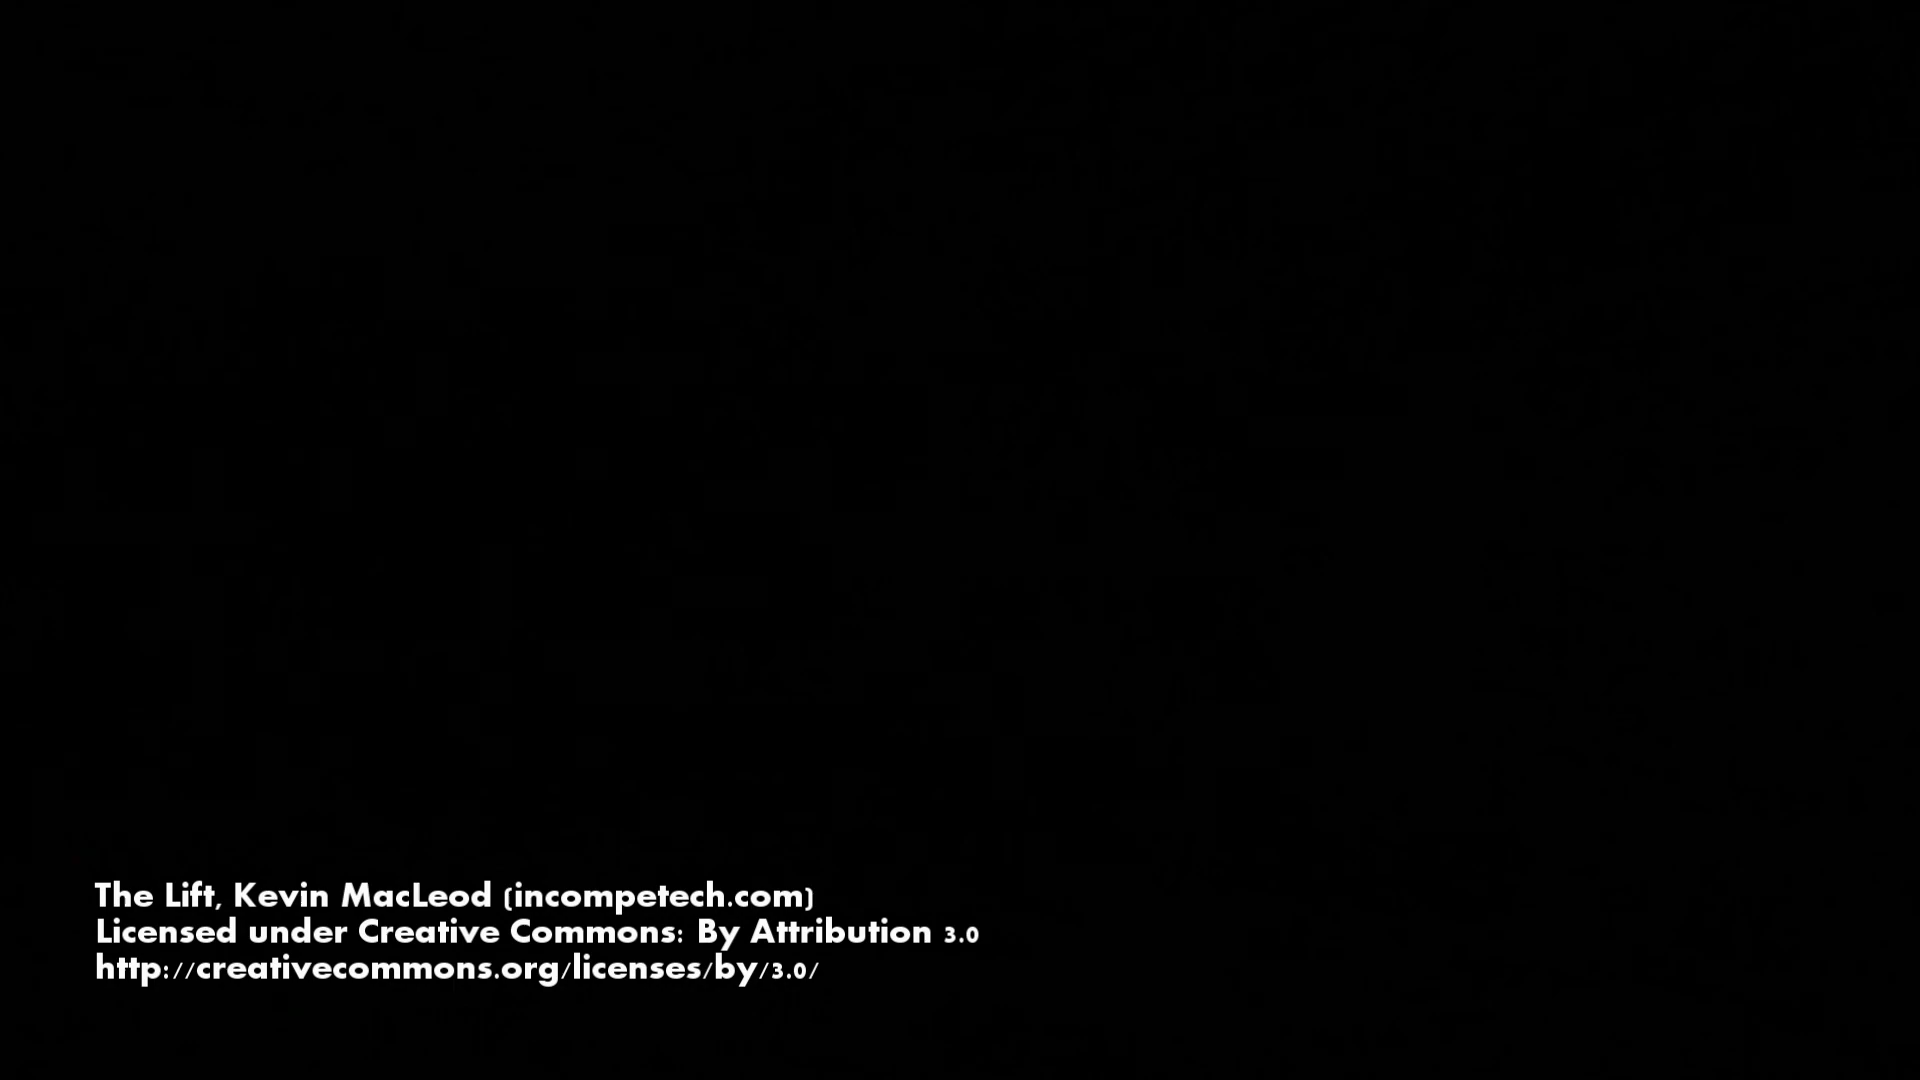 The Lift, Kevin MacLeod (incompetech.com)
Licensed under Creative Commons: By Attribution 3.0
http://creativecommons.org/licenses/by/3.0/